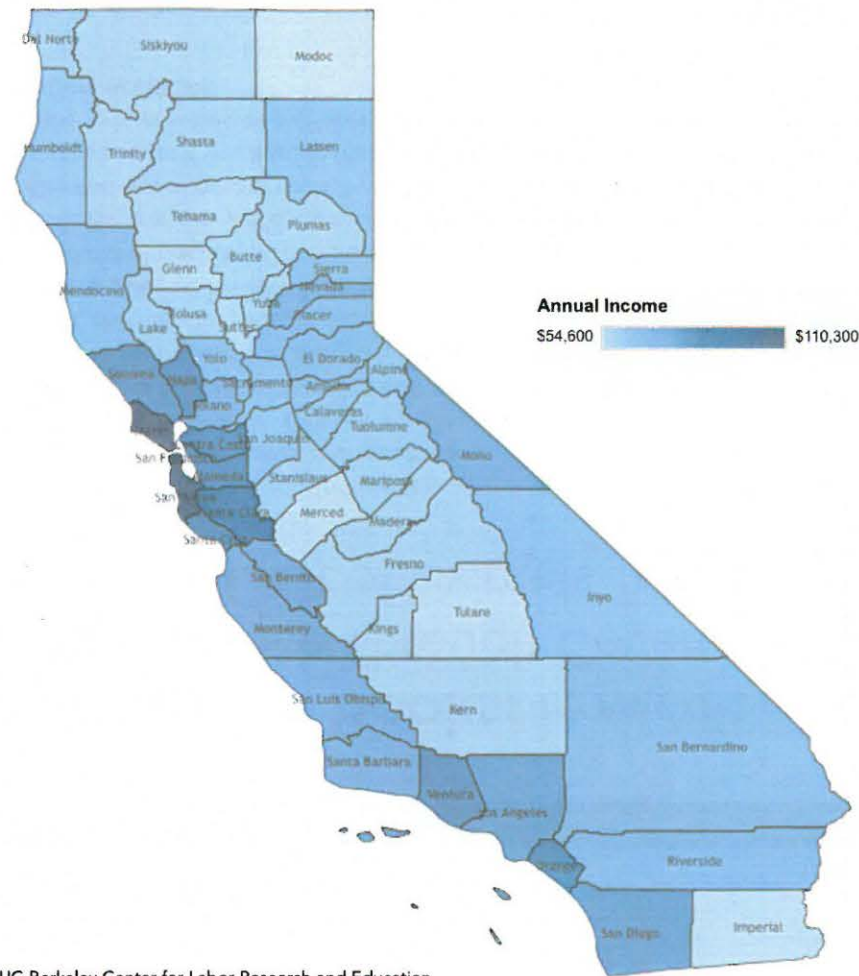 Del Norte
Siskiyou
Modoc
Humboldt
Trinity
Shasta
Lassen
Tehama
Plumas
Glenn
Butte
Sierra
Nevada
Mendocino
Lake
Colusa
Sutter
Yuba
Placer
Annual Income
$54,600 $110,300
Yolo
El Dorado
Alpine
Sonoma
Napa
Sacramento
Amador
Solano
Calaveras
Tuolumne
Contra Costa
San Joaquin
Mono
San F
Alameda
Stanislaus
Mariposa
San Mateo
Santa Clara
Merced
Madera
Santa Cruz
Fresno
San Benito
Inyo
Tulare
Monterey
Kings
San Luis Obispo
Kern
San Bernardino
Santa Barbara
Ventura
Los Angeles
Orange
Riverside
San Diego
Imperial
UC Berkeley Center for Labor Research and Education